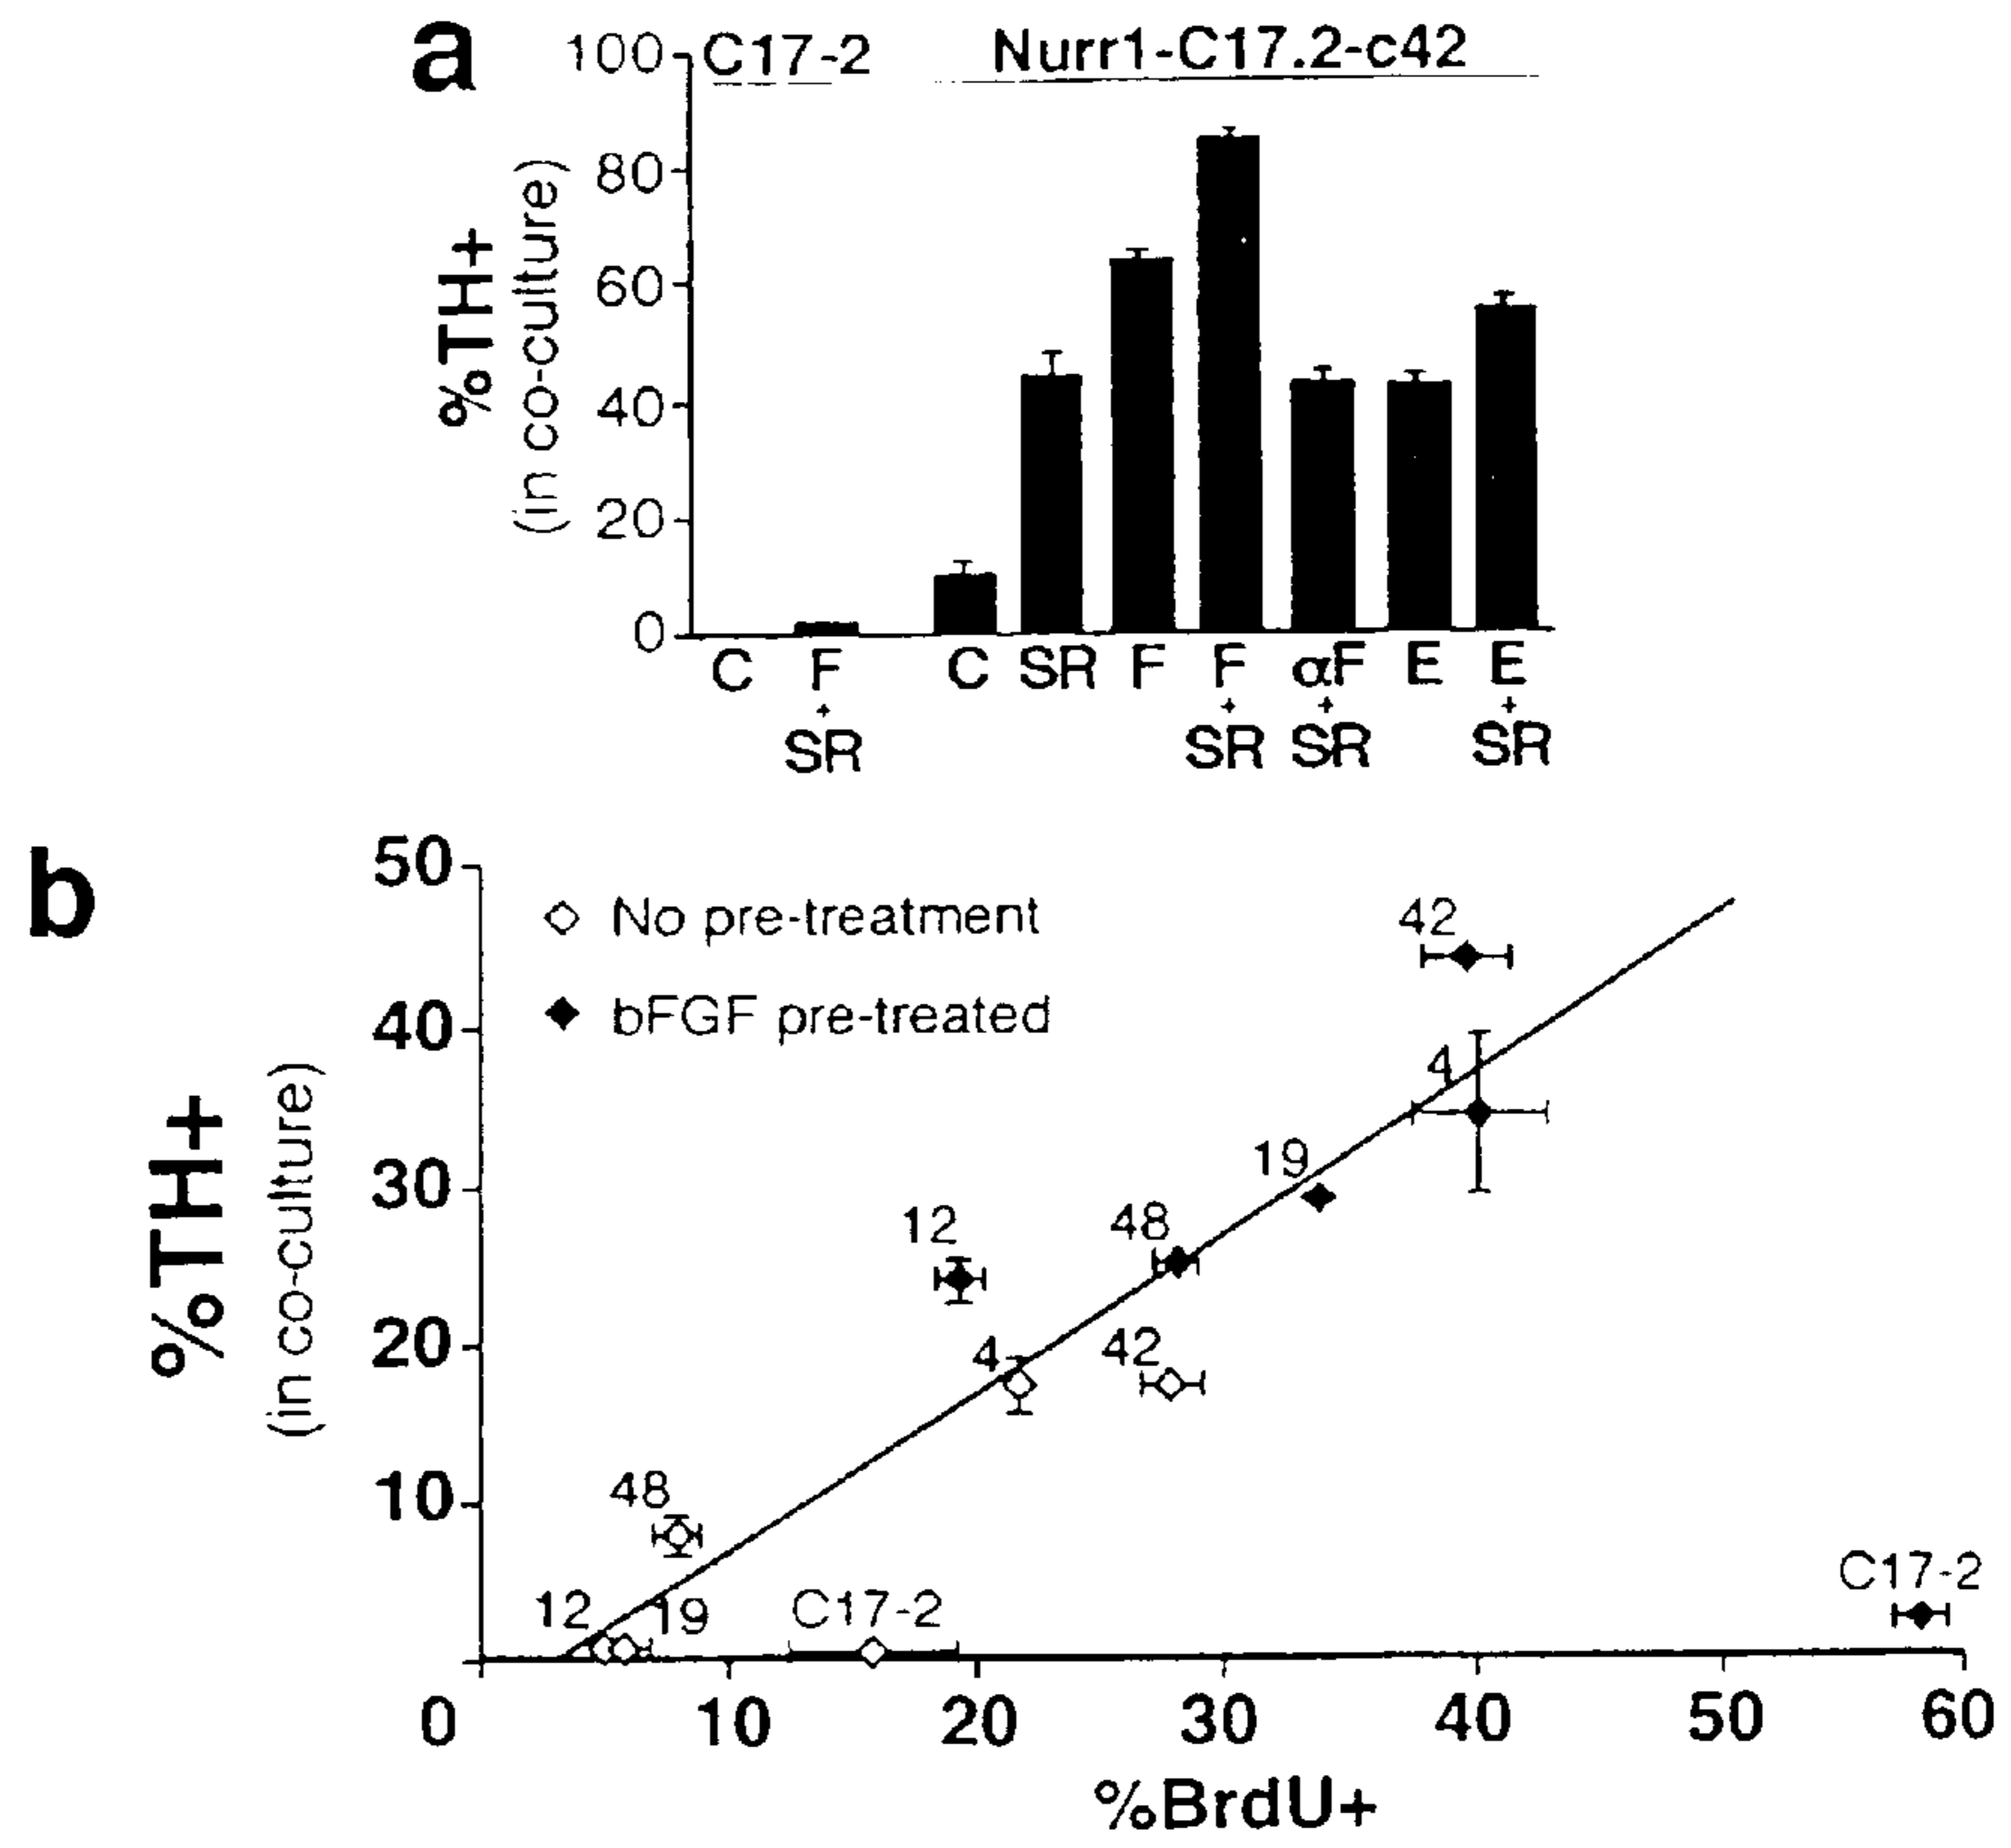 a
C17-2 Nurr1-C17.2-c42
100
80
60
40
20
0
%TH+
(in co-culture)
C F C SR F F αF E E
+ + + +
SR SR SR SR
b
50
40
30
20
10
%TH+
(in co-culture)
No pre-treatment
bFGF pre-treated
42
4
19
12
48
4
42
48
12
19
C17-2
C17-2
0 10 20 30 40 50 60
%BrdU+